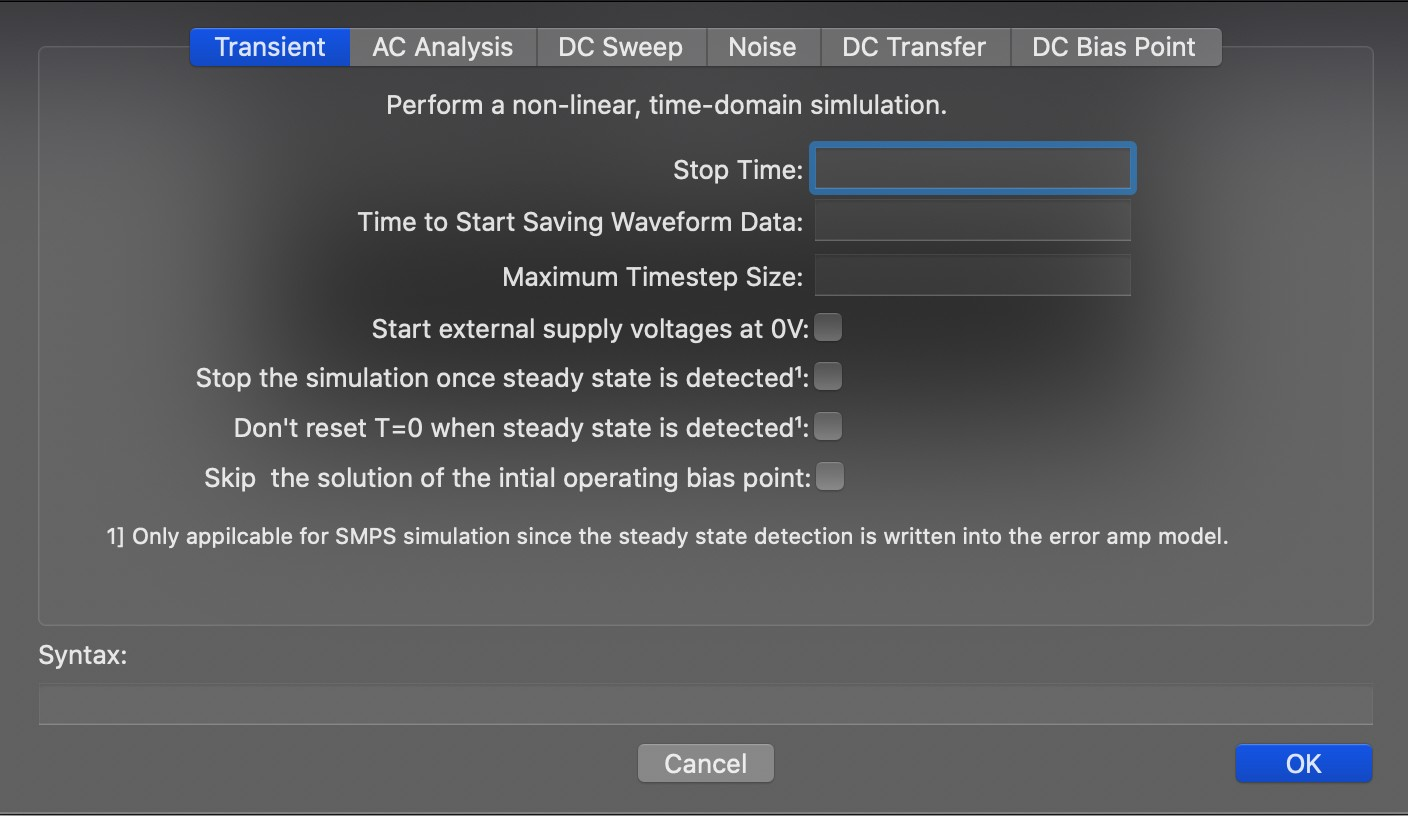 Transient AC Analysis DC Sweep Noise DC Transfer DC Bias Point
Perform a non-linear, time-domain simlulation.
Stop Time:
Time to Start Saving Waveform Data:
Maximum Timestep Size:
Start external supply voltages at 0V:
Stop the simulation once steady state is detected¹:
Don't reset T=0 when steady state is detected¹:
Skip  the solution of the intial operating bias point:
1] Only appilcable for SMPS simulation since the steady state detection is written into the error amp model.
Syntax:
Cancel OK